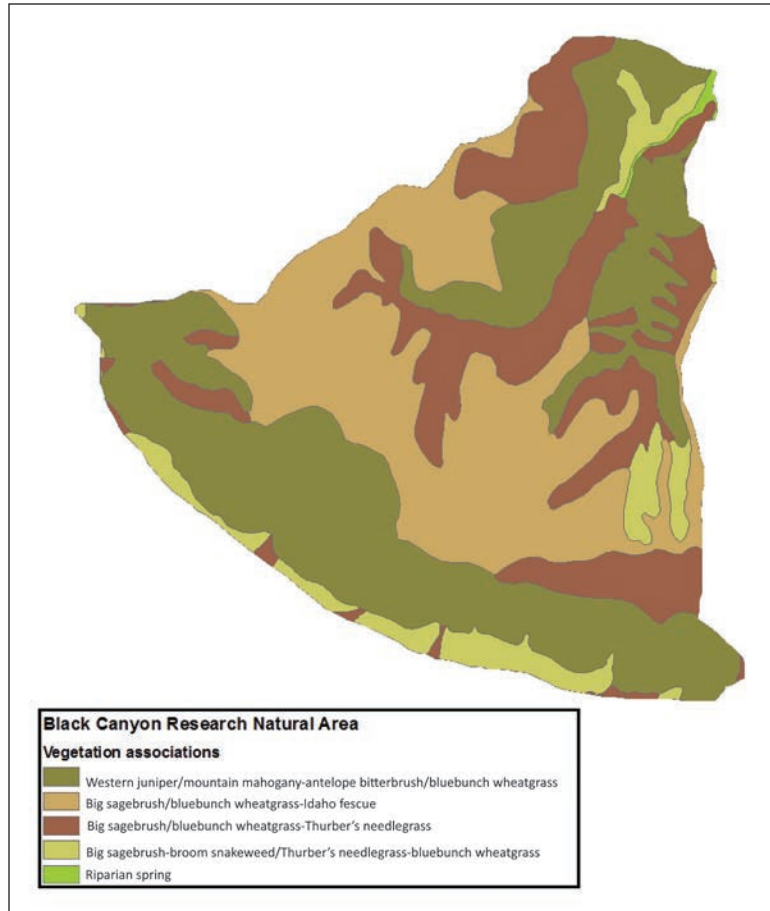 Black Canyon Research Natural Area
Vegetation associations
Western juniper/mountain mahogany-antelope bitterbrush/bluebunch wheatgrass
Big sagebrush/bluebunch wheatgrass-Idaho fescue
Big sagebrush/bluebunch wheatgrass-Thurber's needlegrass
Big sagebrush-broom snakeweed/Thurber's needlegrass-bluebunch wheatgrass
Riparian spring